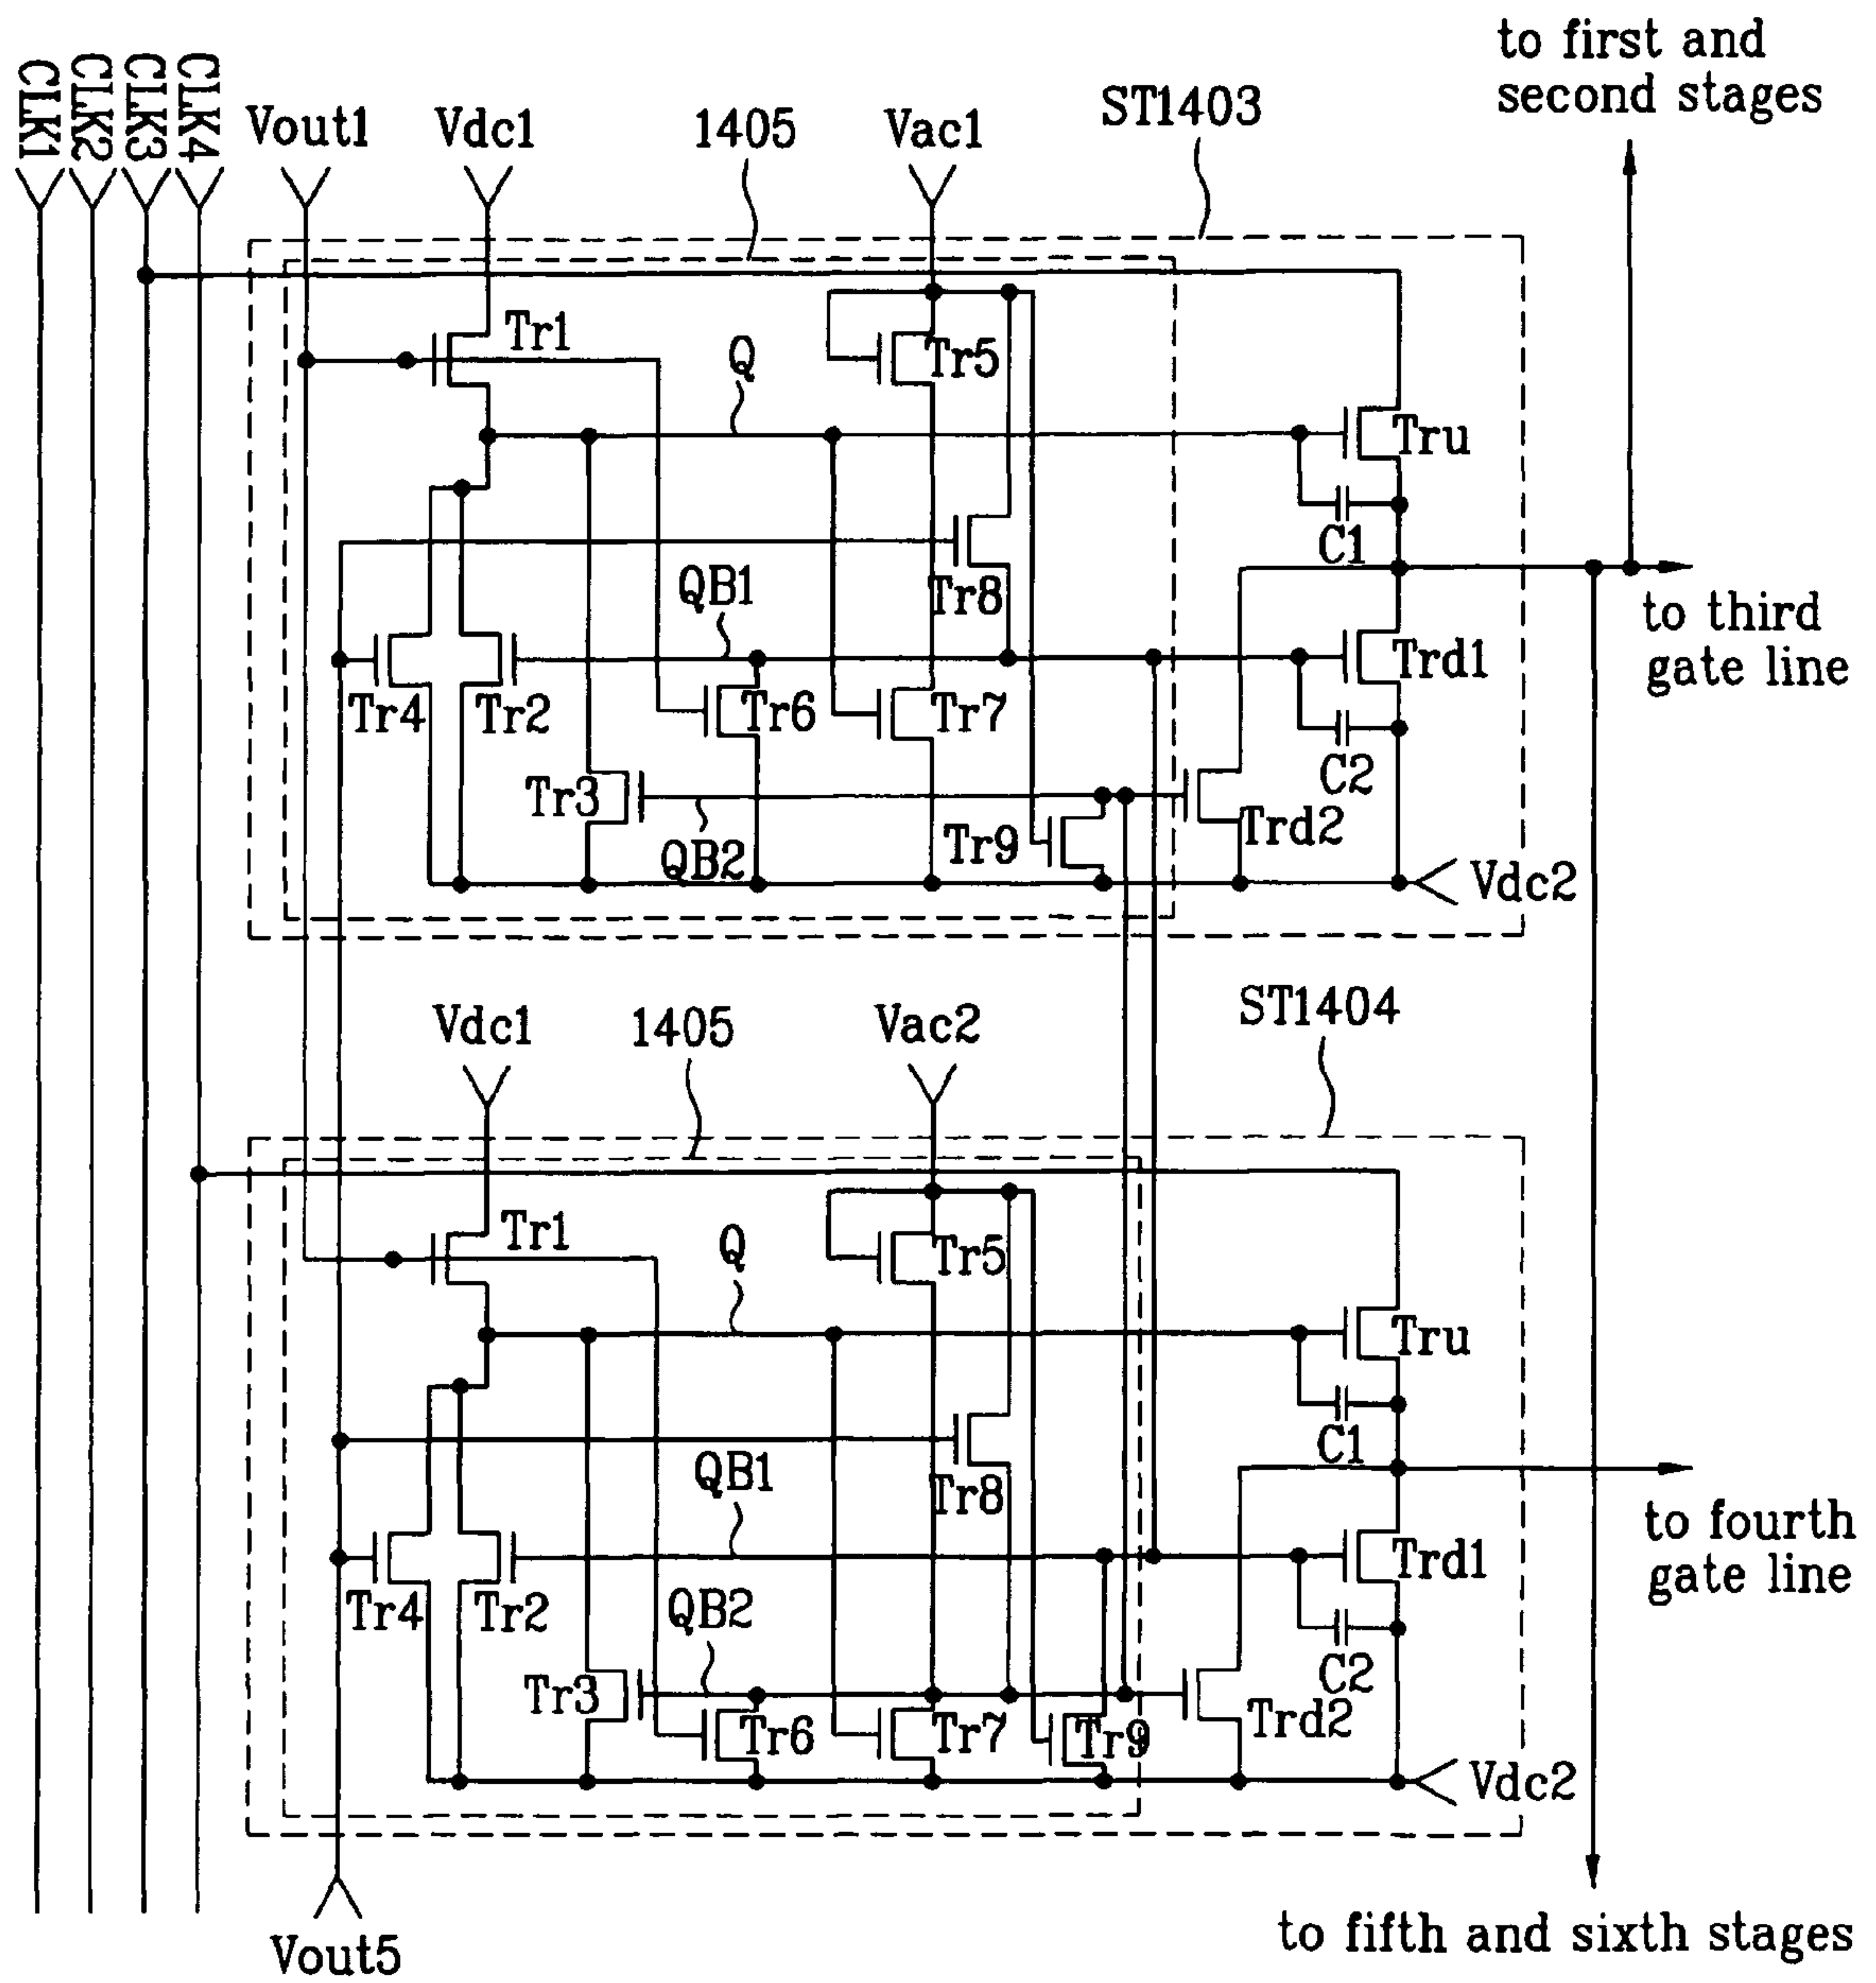 to first and
second stages
CLK1
CLK2
CLK3
CLK4
Vout1
Vdc1
1405
Vac1
ST1403
Tr1
Q
Tr5
Tru
C1
Tr8
QB1
to third
gate line
Tr4
Tr2
Tr6
Tr7
Trd1
C2
Tr3
QB2
Tr9
Trd2
Vdc2
Vdc1
1405
Vac2
ST1404
Tr1
Q
Tr5
Tru
C1
QB1
Tr8
to fourth
gate line
Tr4
Tr2
QB2
Trd1
C2
Tr3
Tr6
Tr7
Tr9
Trd2
Vdc2
Vout5
to fifth and sixth stages